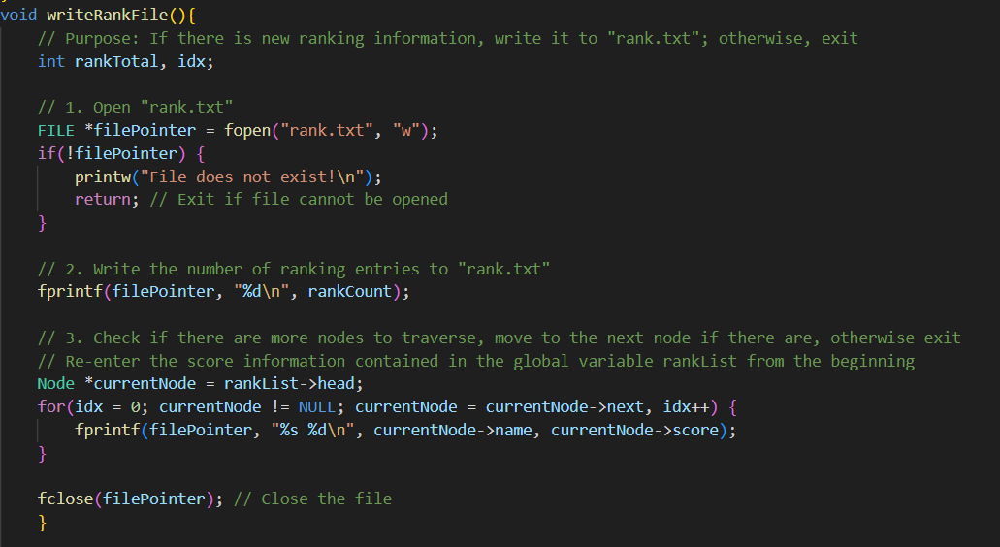 void writeRankFile(){
    // Purpose: If there is new ranking information, write it to "rank.txt"; otherwise, exit
    int rankTotal, idx;

    // 1. Open "rank.txt"
    FILE *filePointer = fopen("rank.txt", "w");
    if(!filePointer) {
        printw("File does not exist!\n");
        return; // Exit if file cannot be opened
    }

    // 2. Write the number of ranking entries to "rank.txt"
    fprintf(filePointer, "%d\n", rankCount);

    // 3. Check if there are more nodes to traverse, move to the next node if there are, otherwise exit
    // Re-enter the score information contained in the global variable rankList from the beginning
    Node *currentNode = rankList->head;
    for(idx = 0; currentNode != NULL; currentNode = currentNode->next, idx++) {
        fprintf(filePointer, "%s %d\n", currentNode->name, currentNode->score);
    }

    fclose(filePointer); // Close the file
    }